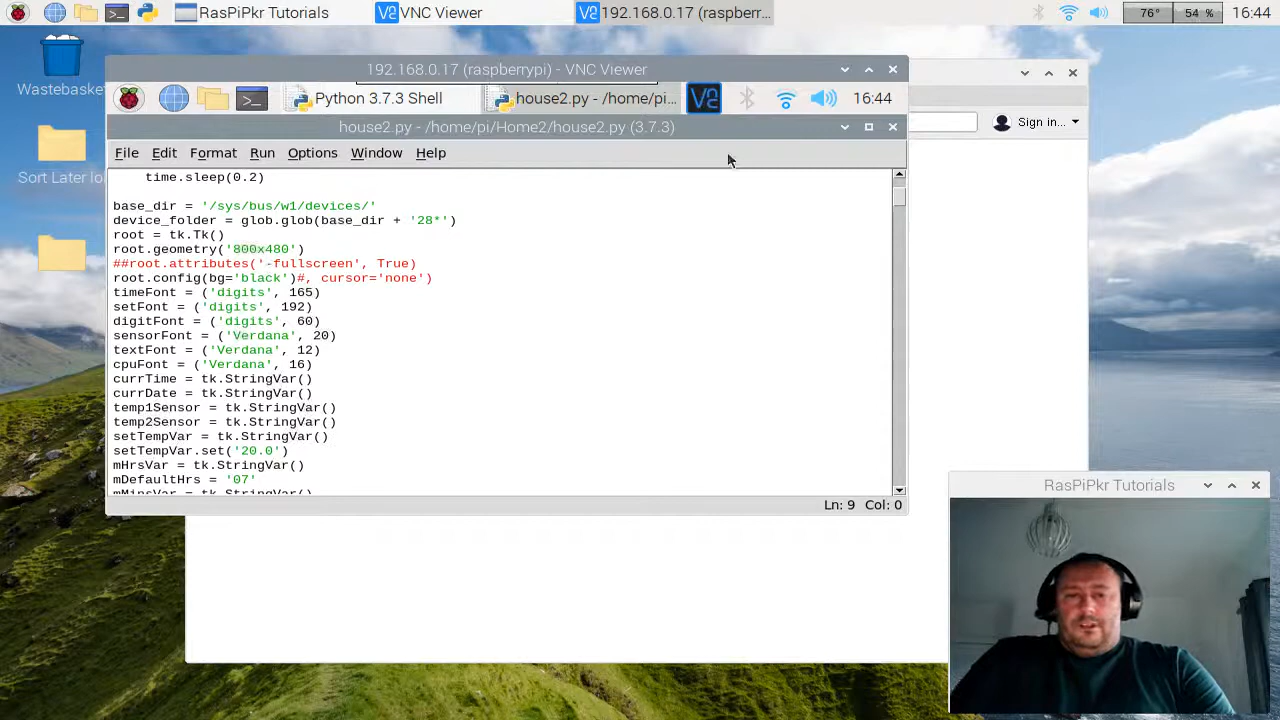 RasPiPkr Tutorials
VNC Viewer
192.168.0.17 (raspberr...
76°
54 %
16:44
Wastebasket
Sort Later lo
192.168.0.17 (raspberrypi) - VNC Viewer
Python 3.7.3 Shell
house2.py - /home/pi...
16:44
Sign in...
house2.py - /home/pi/Home2/house2.py (3.7.3)
File Edit Format Run Options Window Help
time.sleep(0.2)
base_dir = '/sys/bus/w1/devices/'
device_folder = glob.glob(base_dir + '28*')
root = tk.Tk()
root.geometry('800x480')
##root.attributes('-fullscreen', True)
root.config(bg='black')#, cursor='none')
timeFont = ('digits', 165)
setFont = ('digits', 192)
digitFont = ('digits', 60)
sensorFont = ('Verdana', 20)
textFont = ('Verdana', 12)
cpuFont = ('Verdana', 16)
currTime = tk.StringVar()
currDate = tk.StringVar()
temp1Sensor = tk.StringVar()
temp2Sensor = tk.StringVar()
setTempVar = tk.StringVar()
setTempVar.set('20.0')
mHrsVar = tk.StringVar()
mDefaultHrs = '07'
mMinsVar = tk.StringVar()
Ln: 9 Col: 0
RasPiPkr Tutorials